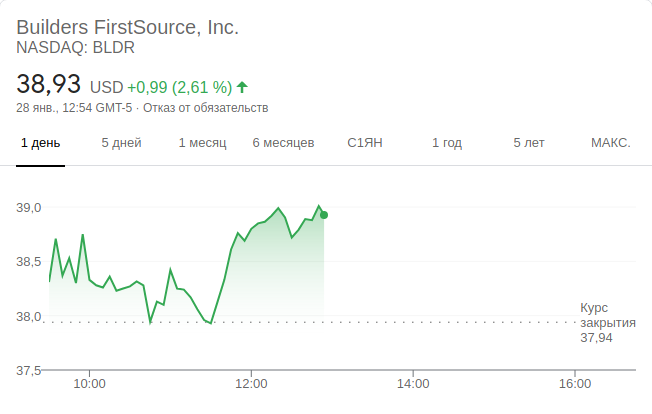 Builders FirstSource, Inc.
NASDAQ: BLDR
38,93 USD +0,99 (2,61 %)
28 янв., 12:54 GMT-5 · Отказ от обязательств
1 день 5 дней 1 месяц 6 месяцев С1ЯН 1 год 5 лет МАКС.
39,0
38,5
38,0
37,5
Курс
закрытия
37,94
10:00 12:00 14:00 16:00